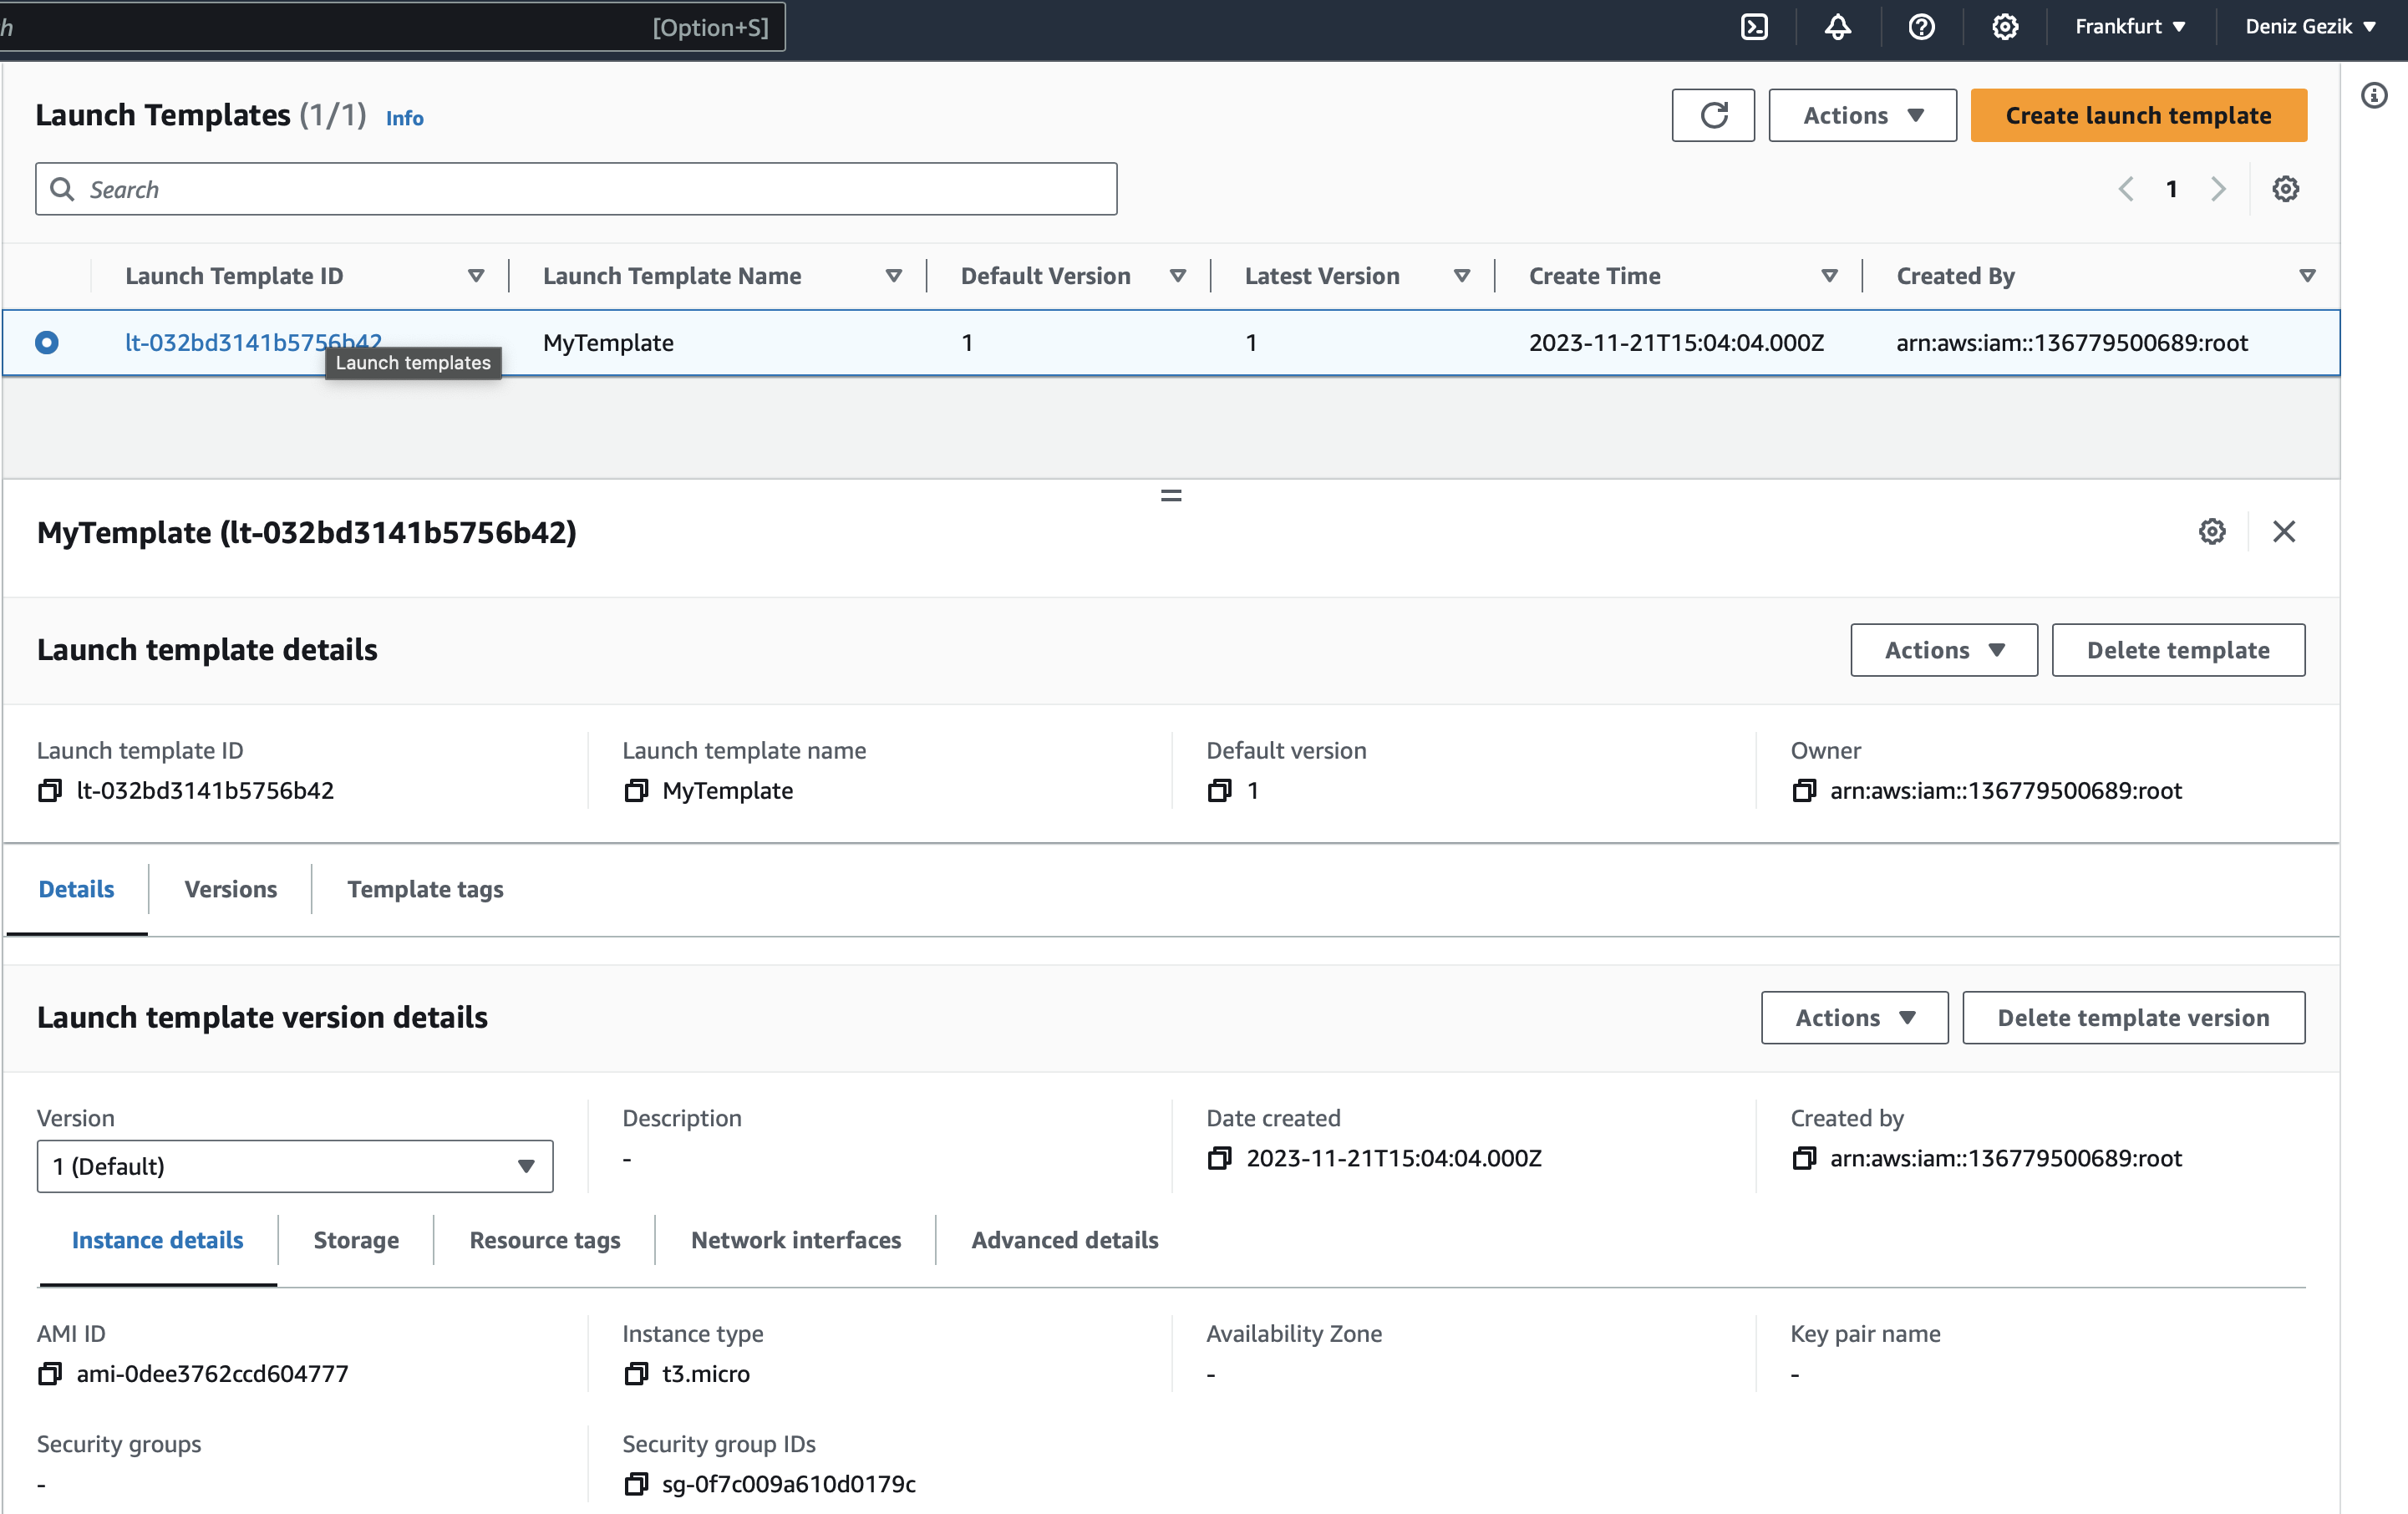 h [Option+S] Frankfurt Deniz Gezik
Launch Templates (1/1) Info Actions Create launch template
Search 1
Launch Template ID Launch Template Name Default Version Latest Version Create Time Created By
lt-032bd3141b5756b42 MyTemplate 1 1 2023-11-21T15:04:04.000Z arn:aws:iam::136779500689:root
Launch templates
MyTemplate (lt-032bd3141b5756b42)
Launch template details Actions Delete template
Launch template ID Launch template name Default version Owner
lt-032bd3141b5756b42 MyTemplate 1 arn:aws:iam::136779500689:root
Details Versions Template tags
Launch template version details Actions Delete template version
Version Description Date created Created by
1 (Default) - 2023-11-21T15:04:04.000Z arn:aws:iam::136779500689:root
Instance details Storage Resource tags Network interfaces Advanced details
AMI ID Instance type Availability Zone Key pair name
ami-0dee3762ccd604777 t3.micro - -
Security groups Security group IDs
- sg-0f7c009a610d0179c